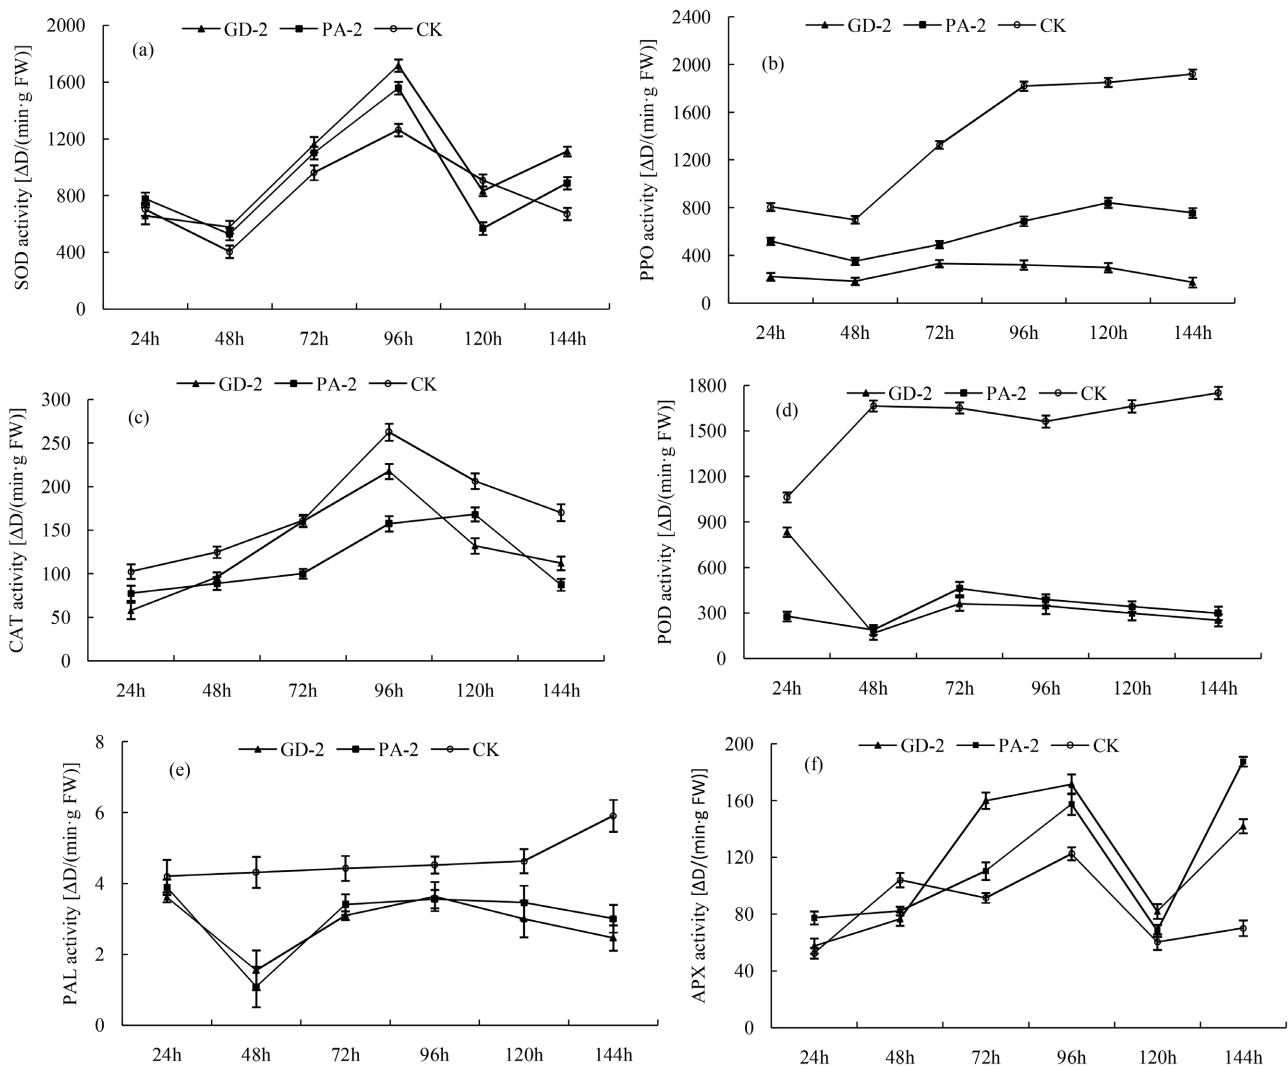 GD-2 PA-2 CK
(a)
SOD activity [ΔD/(min·g FW)]
2000
1600
1200
800
400
0
24h 48h 72h 96h 120h 144h
GD-2 PA-2 CK
(b)
PPO activity [ΔD/(min·g FW)]
2400
2000
1600
1200
800
400
0
24h 48h 72h 96h 120h 144h
GD-2 PA-2 CK
(c)
CAT activity [ΔD/(min·g FW)]
300
250
200
150
100
50
0
24h 48h 72h 96h 120h 144h
GD-2 PA-2 CK
(d)
POD activity [ΔD/(min·g FW)]
1800
1500
1200
900
600
300
0
24h 48h 72h 96h 120h 144h
GD-2 PA-2 CK
(e)
PAL activity [ΔD/(min·g FW)]
8
6
4
2
0
24h 48h 72h 96h 120h 144h
GD-2 PA-2 CK
(f)
APX activity [ΔD/(min·g FW)]
200
160
120
80
40
0
24h 48h 72h 96h 120h 144h